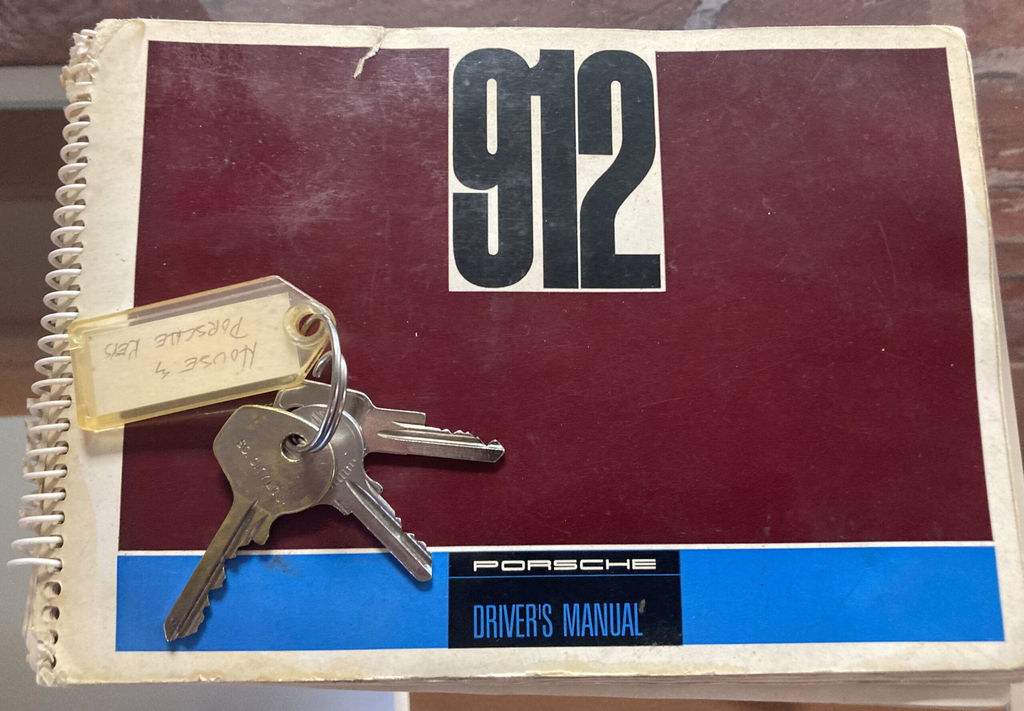 912
HOUSE &
PORSCHE KEYS
PORSCHE
DRIVER'S MANUAL